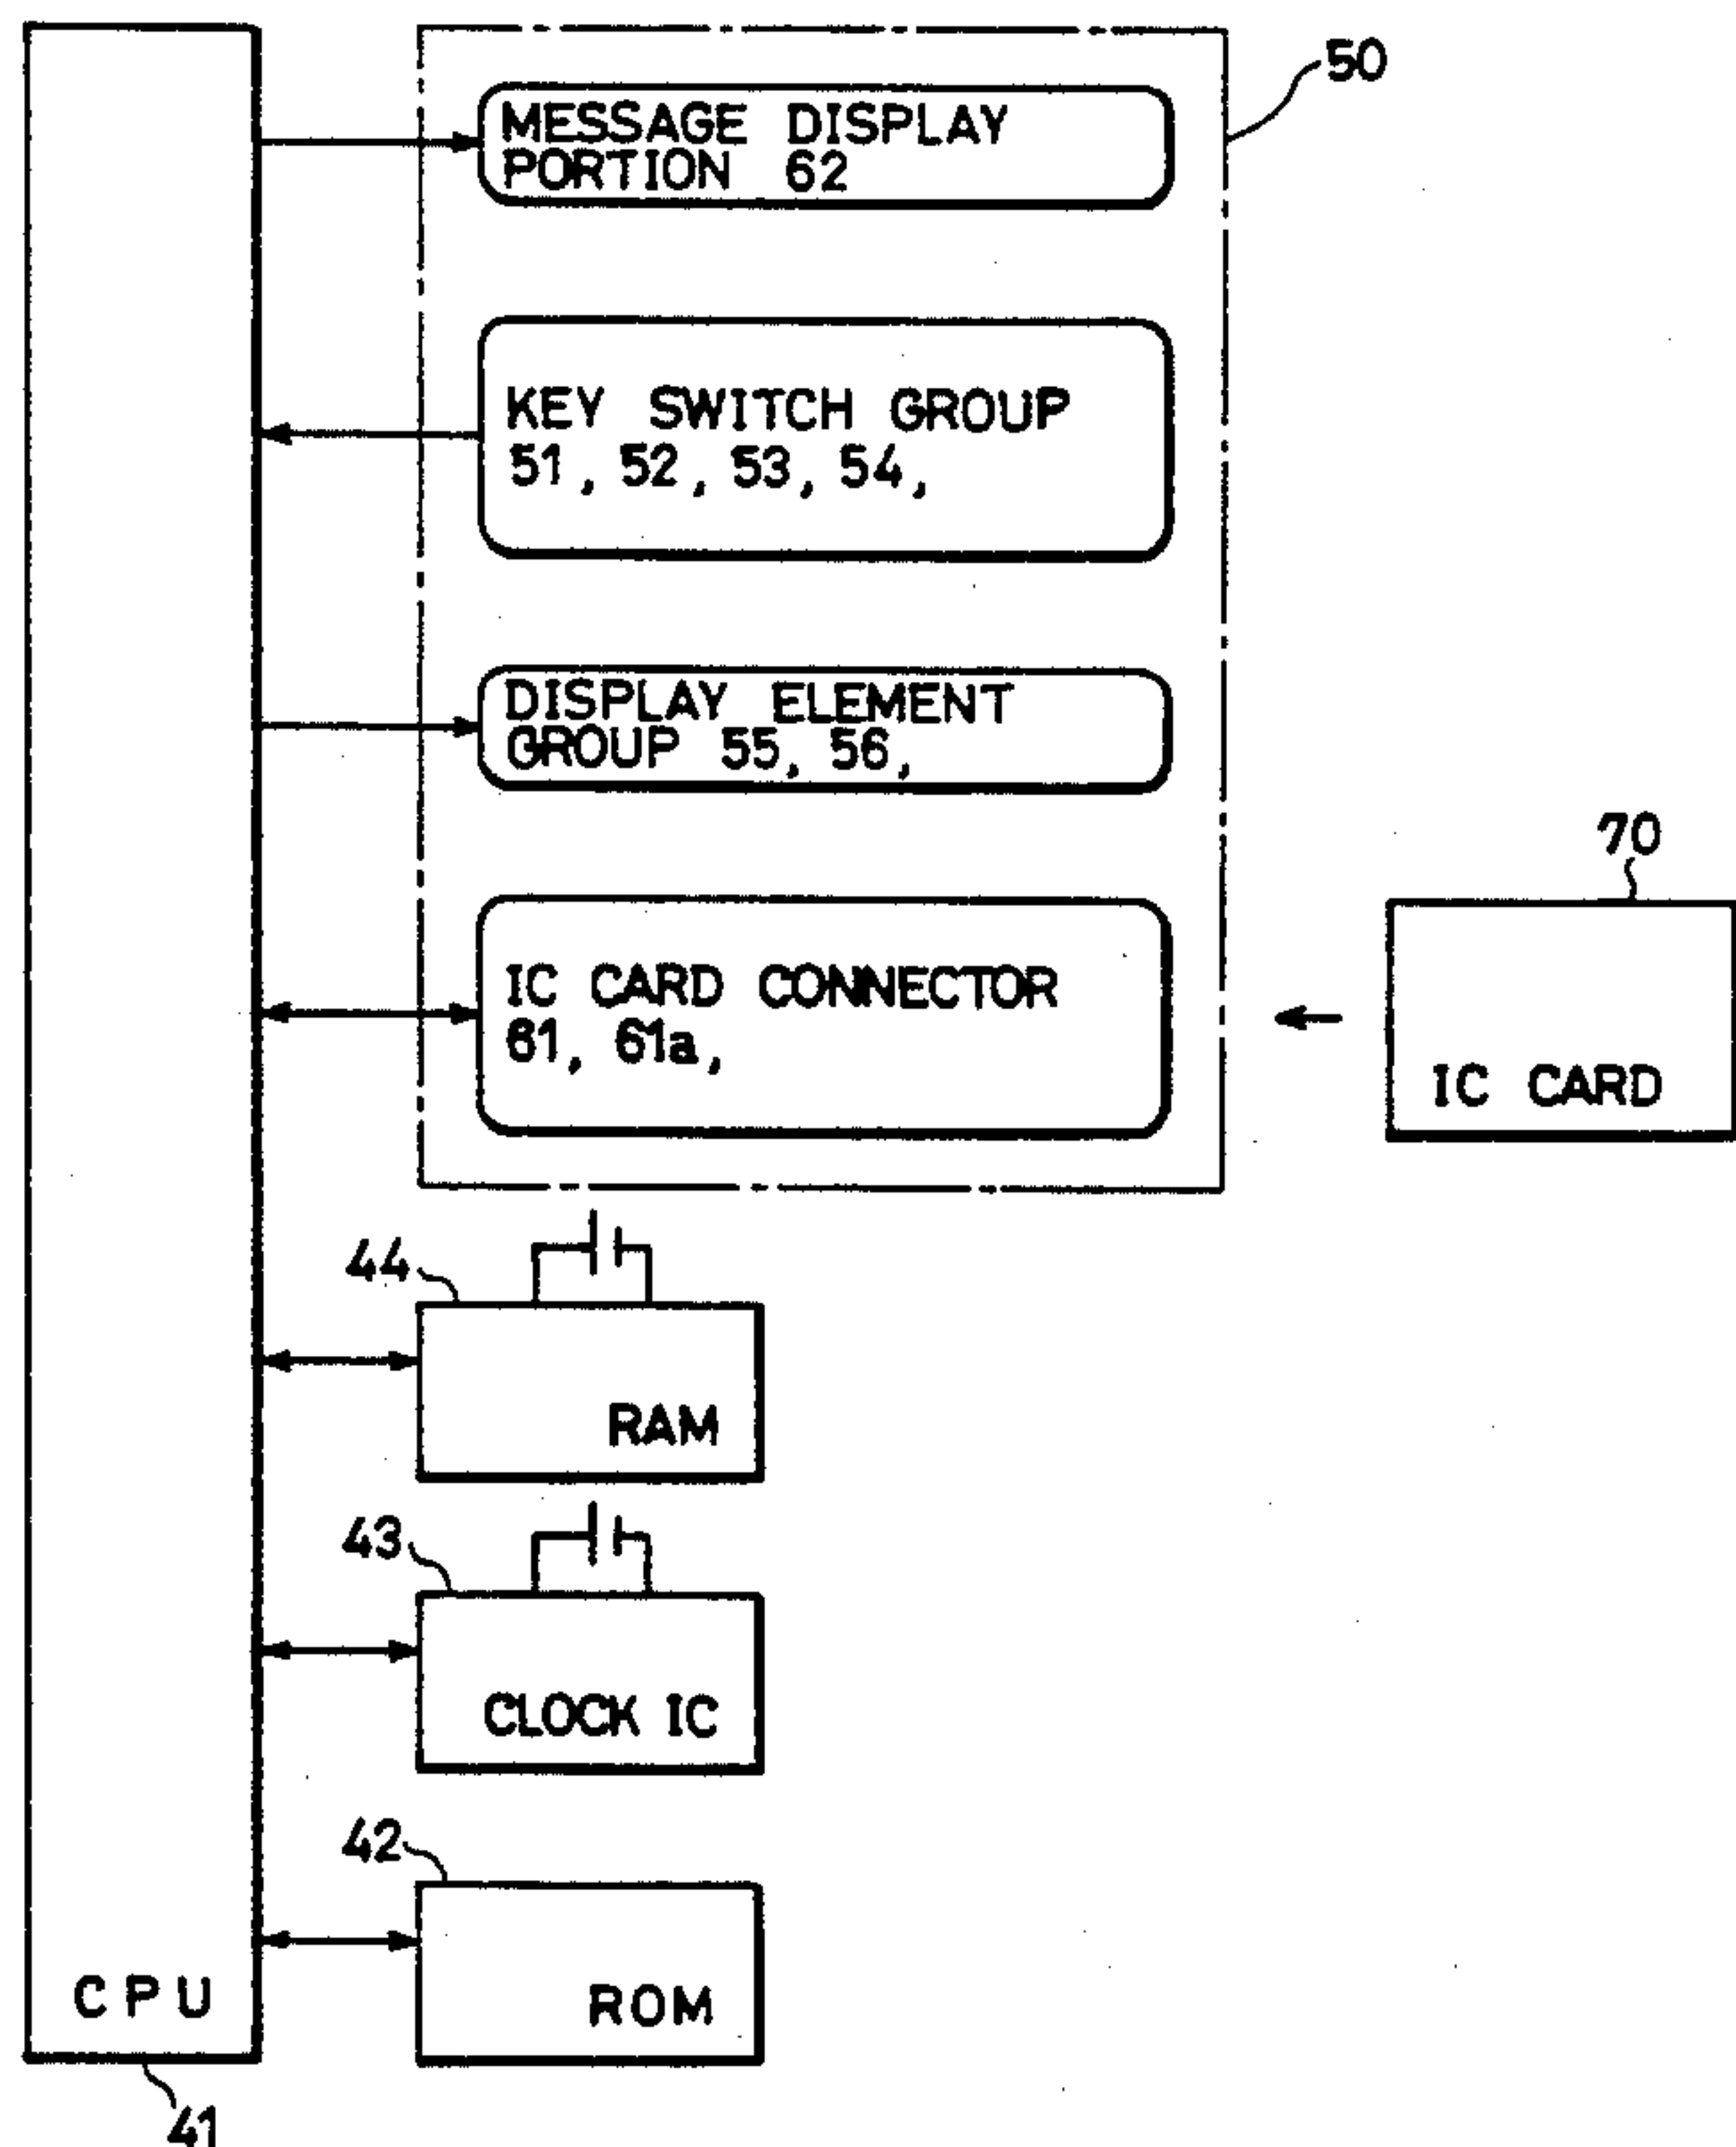 50
MESSAGE DISPLAY
PORTION 62
KEY SWITCH GROUP
51, 52, 53, 54,
DISPLAY ELEMENT
GROUP 55, 56,
70
IC CARD CONNECTOR
61, 61a,
IC CARD
44
RAM
43
CLOCK IC
42
ROM
CPU
41